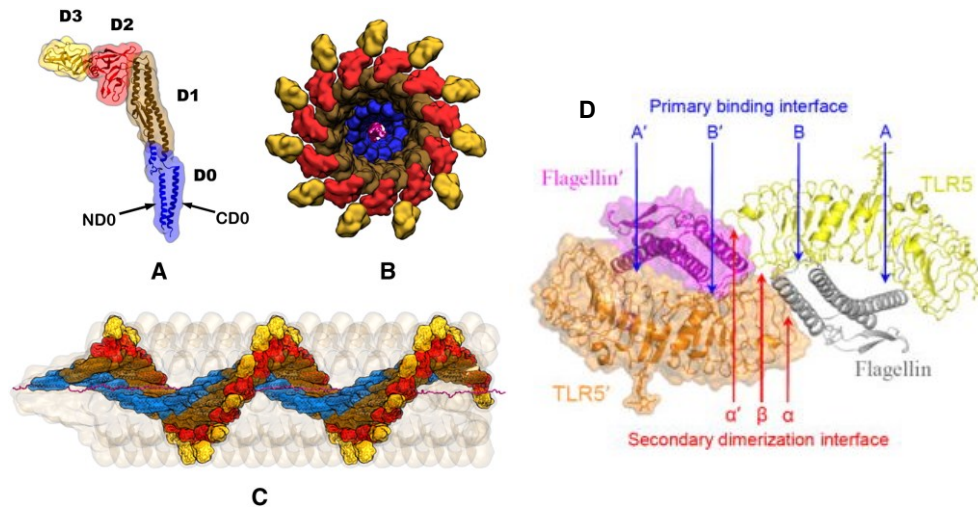 D3
D2
D1
D0
ND0
CD0
A
B
C
D
Primary binding interface
A′ B′ B A
Flagellin′
TLR5
TLR5′
Flagellin
α′ β α
Secondary dimerization interface